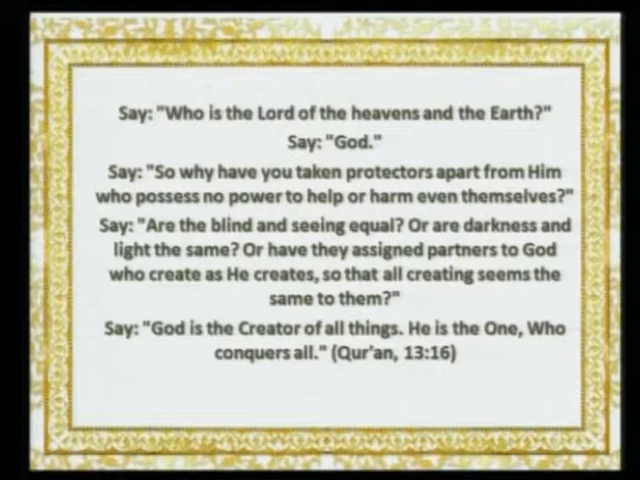 Say: "Who is the Lord of the heavens and the Earth?"
Say: "God."
Say: "So why have you taken protectors apart from Him
who possess no power to help or harm even themselves?"
Say: "Are the blind and seeing equal? Or are darkness and
light the same? Or have they assigned partners to God
who create as He creates, so that all creating seems the
same to them?"
Say: "God is the Creator of all things. He is the One, Who
conquers all." (Qur'an, 13:16)